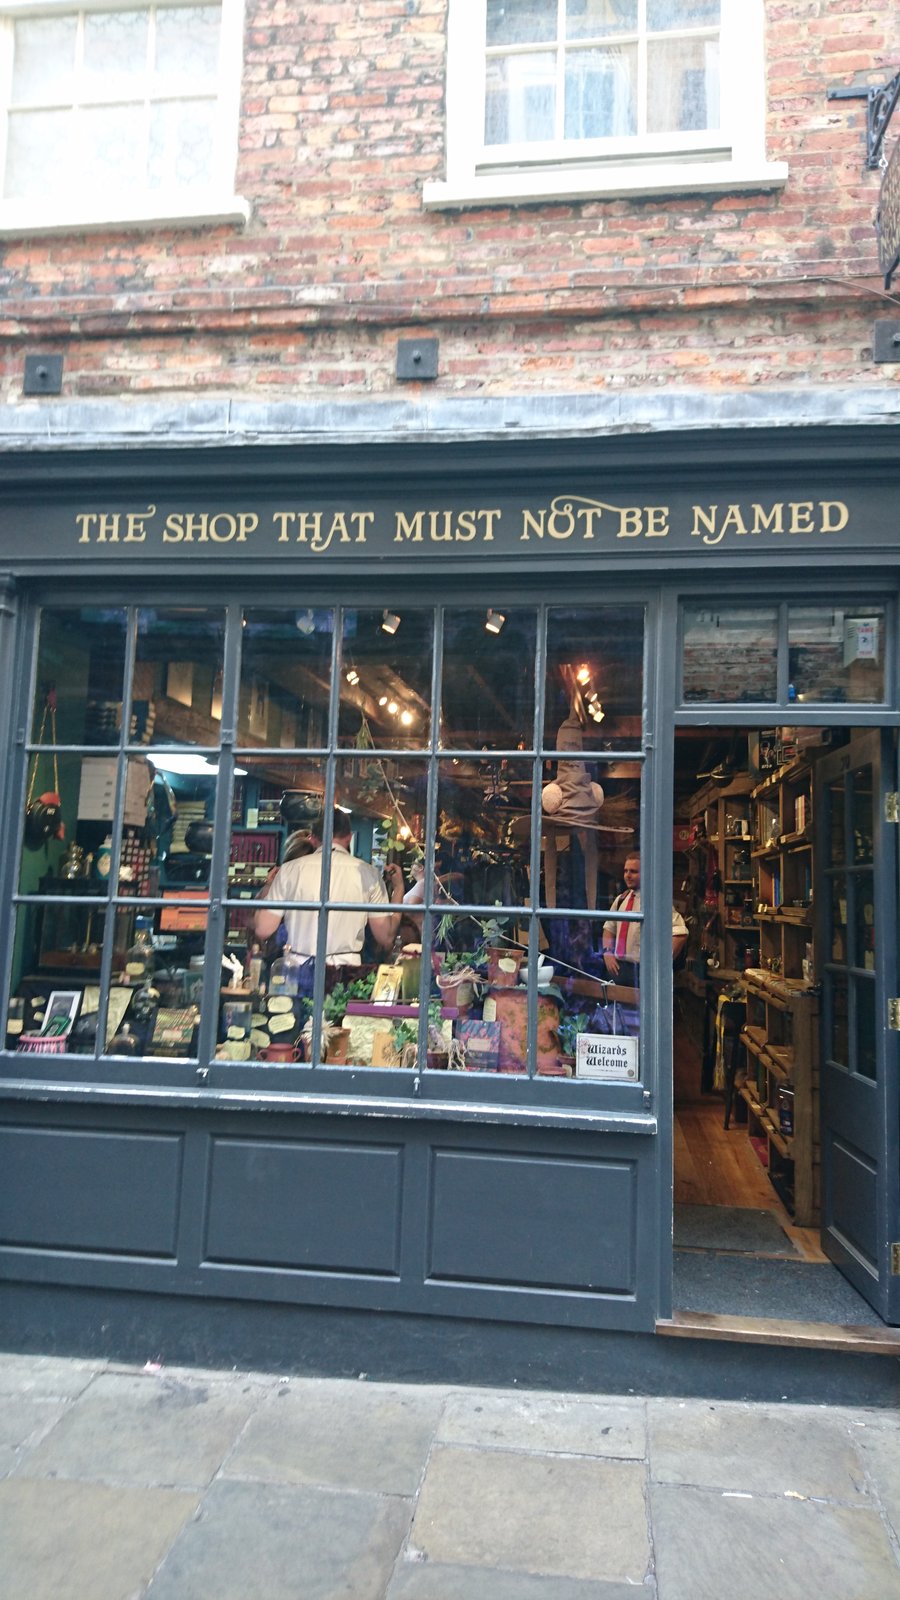 THE SHOP THAT MUST NOT BE NAMED
Wizards
Welcome